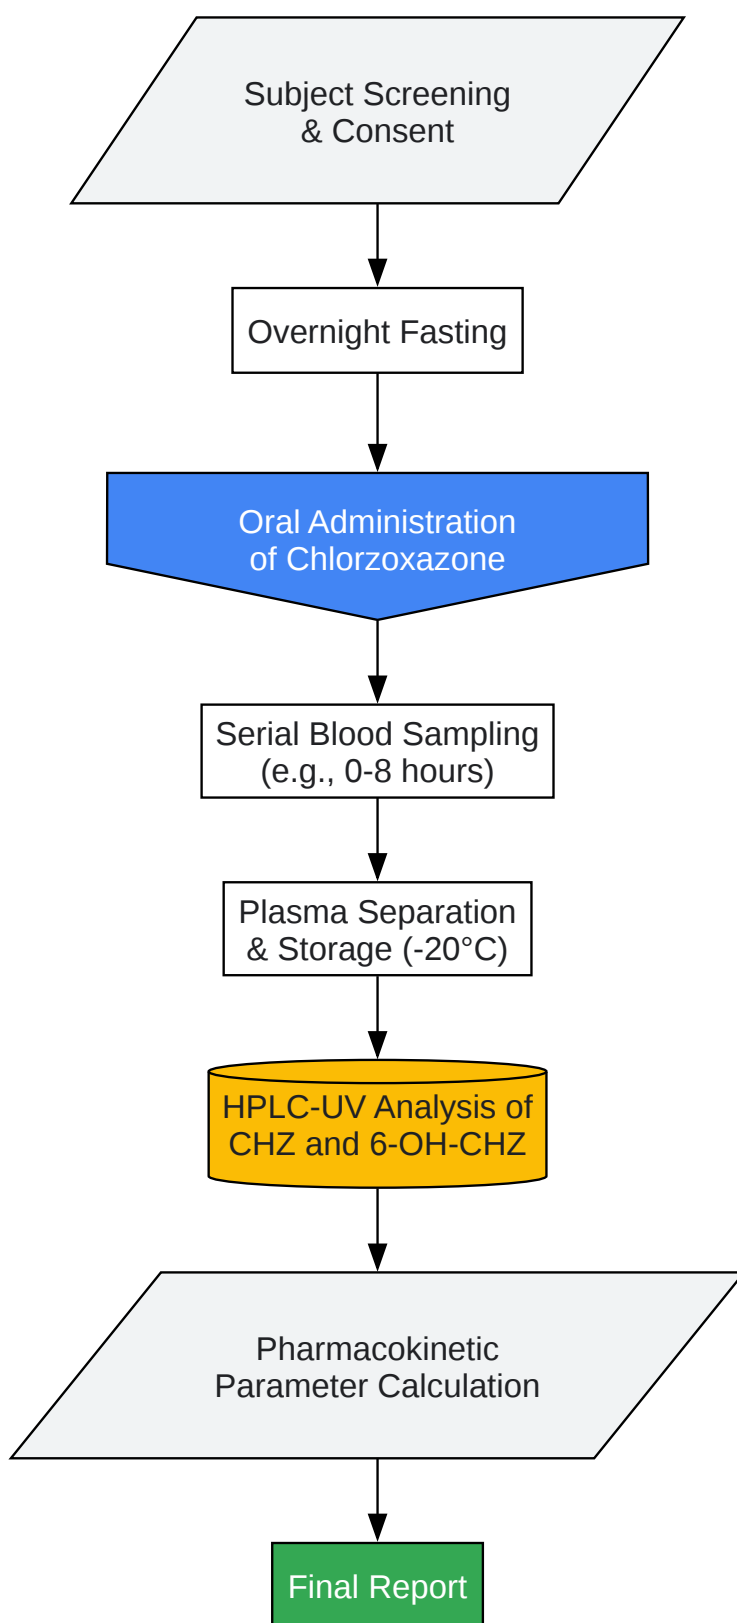 Subject Screening
& Consent
Overnight Fasting
Oral Administration
of Chlorzoxazone
Serial Blood Sampling
(e.g., 0-8 hours)
Plasma Separation
& Storage (-20°C)
HPLC-UV Analysis of
CHZ and 6-OH-CHZ
Pharmacokinetic
Parameter Calculation
Final Report